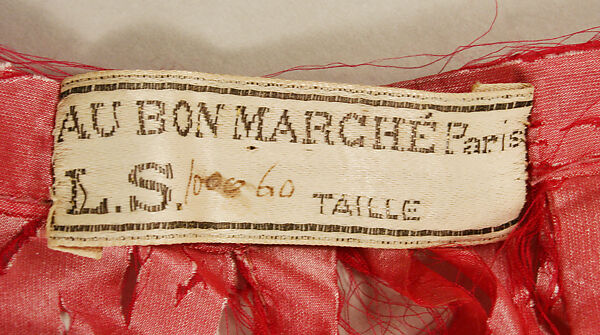 AU BON MARCHÉ Paris
L.S. 60 TAILLE